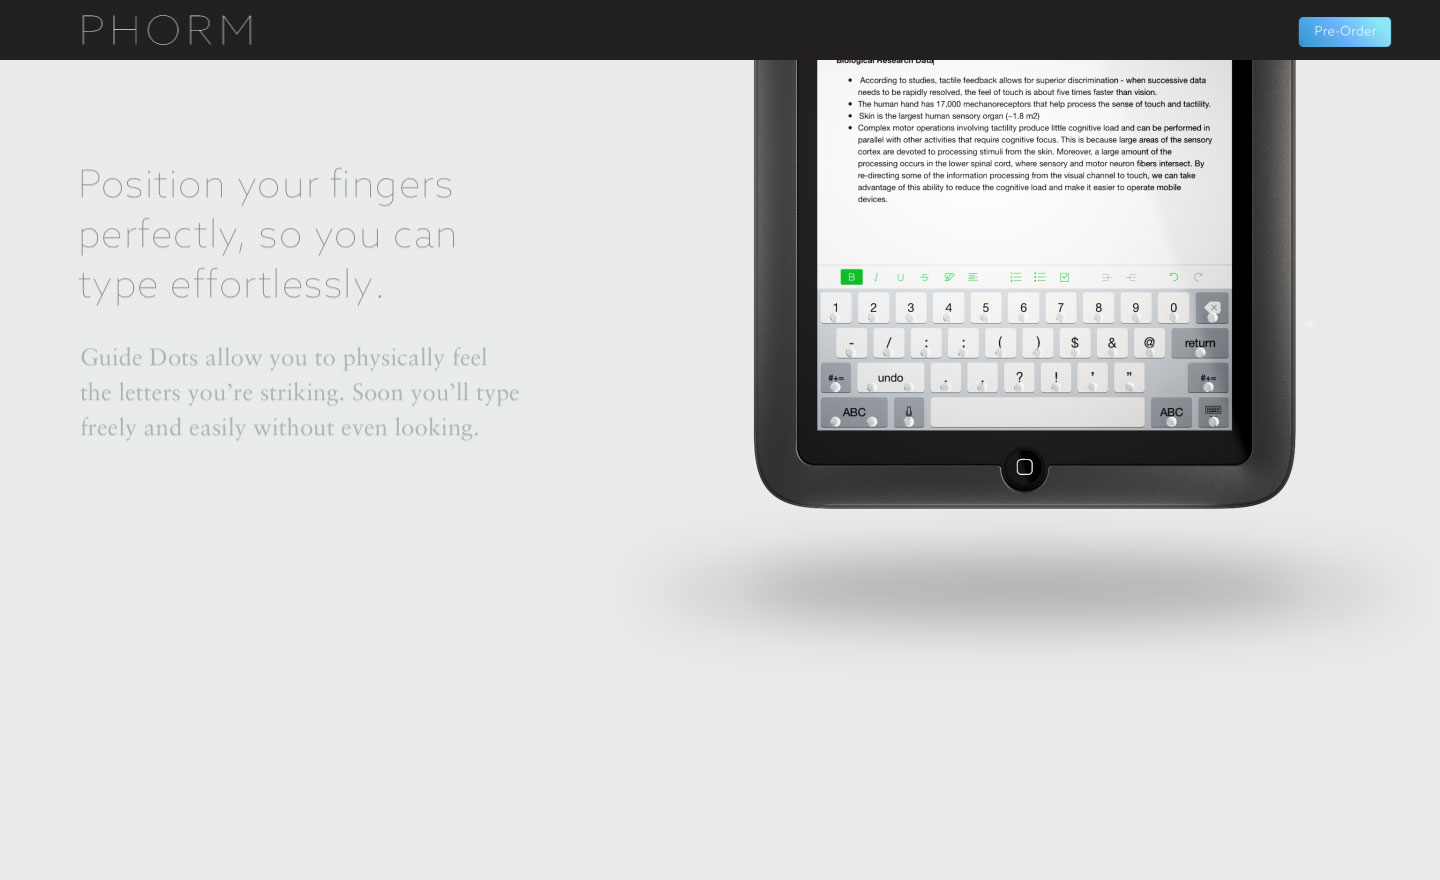 PHORM
Pre-Order
Position your fingers
perfectly, so you can
type effortlessly.
Guide Dots allow you to physically feel
the letters you’re striking. Soon you’ll type
freely and easily without even looking.
Biological Research Data
• According to studies, tactile feedback allows for superior discrimination - when successive data
needs to be rapidly resolved, the feel of touch is about five times faster than vision.
• The human hand has 17,000 mechanoreceptors that help process the sense of touch and tactility.
• Skin is the largest human sensory organ (~1.8 m2)
• Complex motor operations involving tactility produce little cognitive load and can be performed in
parallel with other activities that require cognitive focus. This is because large areas of the sensory
cortex are devoted to processing stimuli from the skin. Moreover, a large amount of the
processing occurs in the lower spinal cord, where sensory and motor neuron fibers intersect. By
re-directing some of the information processing from the visual channel to touch, we can take
advantage of this ability to reduce the cognitive load and make it easier to operate mobile
devices.
B I U S
1 2 3 4 5 6 7 8 9 0
- / : : ( ) $ & @ return
#+= undo . , ? ! ’ ” #+=
ABC ABC